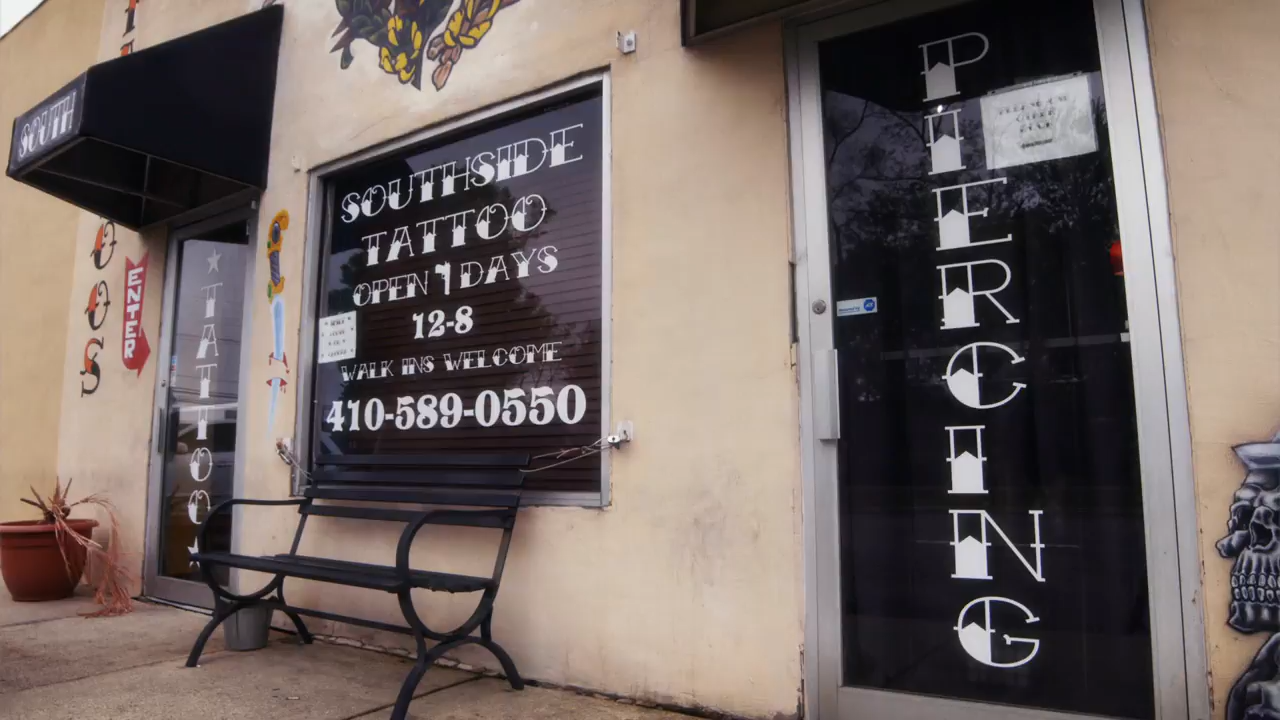 SOUTH
ENTER
TATTOO
SOUTHSIDE
TATTOO
OPEN 7 DAYS
12-8
WALK INS WELCOME
410-589-0550
PIERCING